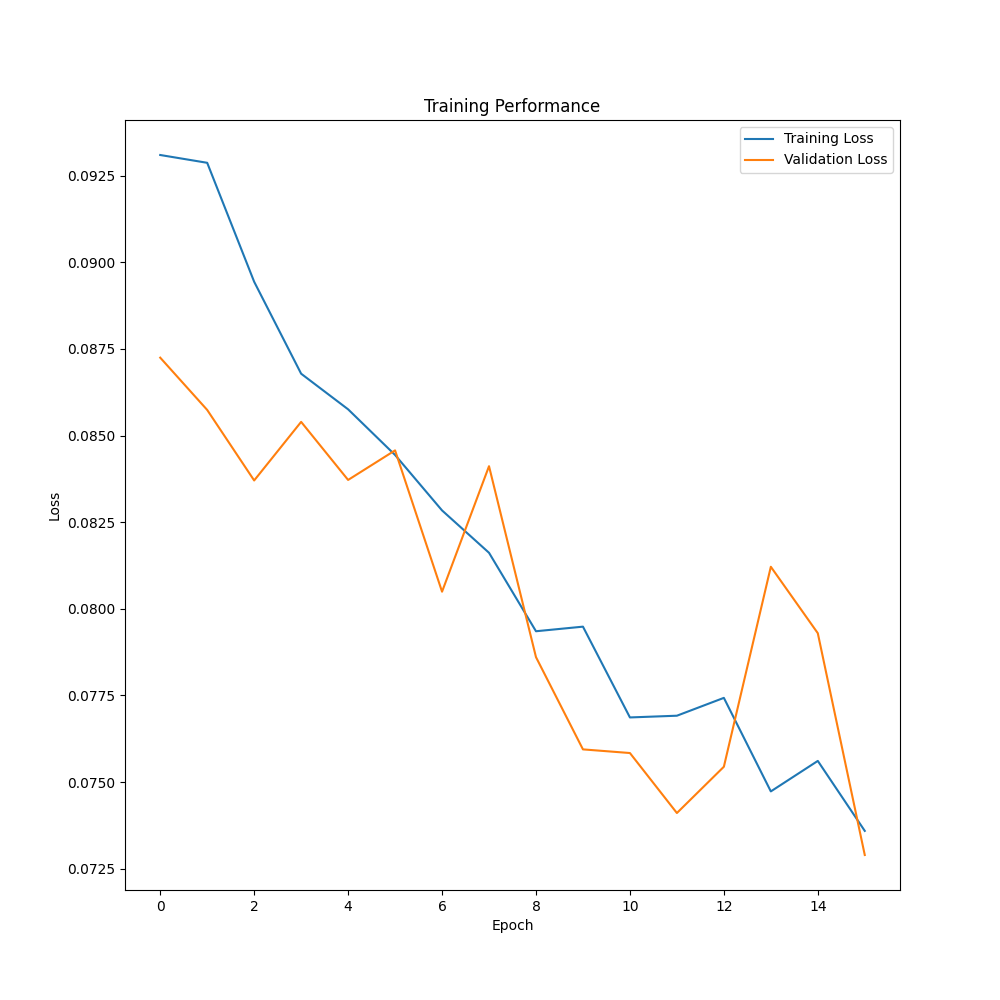 Training Performance
Training Loss
Validation Loss
0.0925
0.0900
0.0875
0.0850
0.0825
0.0800
0.0775
0.0750
0.0725
Loss
0 2 4 6 8 10 12 14
Epoch